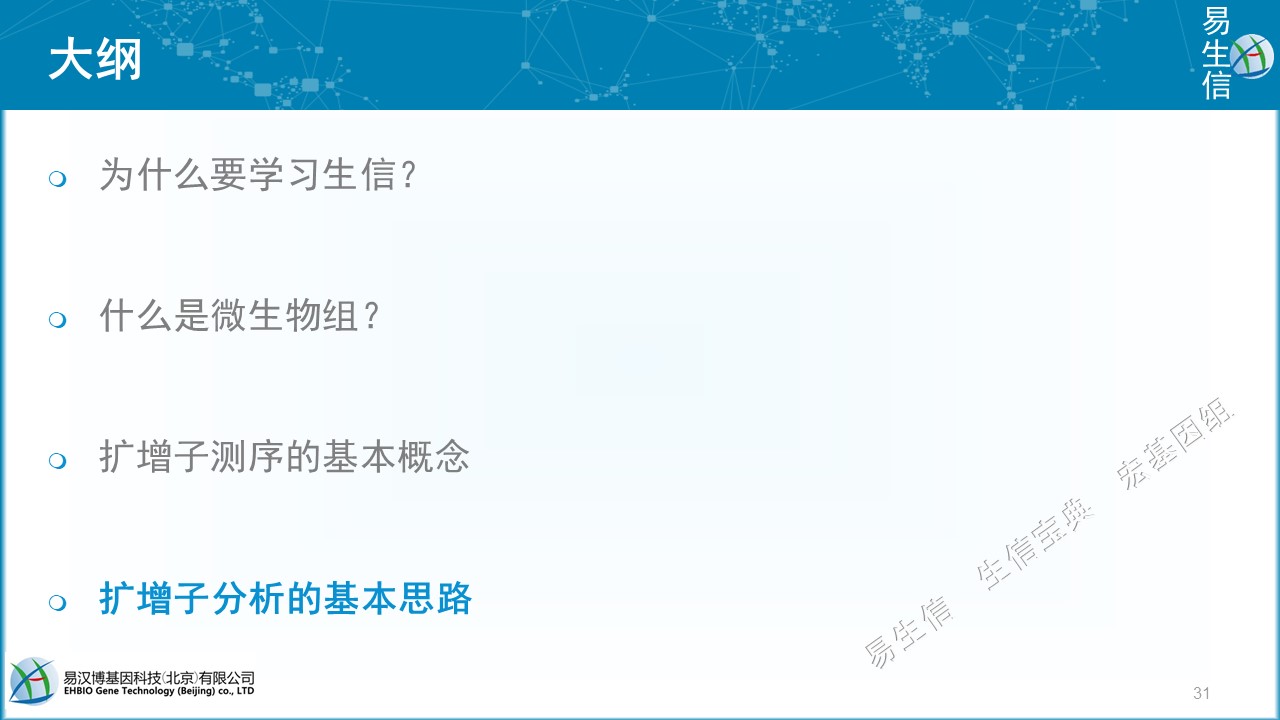 大纲
易生信
为什么要学习生信？
什么是微生物组？
扩增子测序的基本概念
扩增子分析的基本思路
易生信 生信宝典 宏基因组
易汉博基因科技(北京)有限公司
EHBIO Gene Technology (Beijing) co., LTD
31